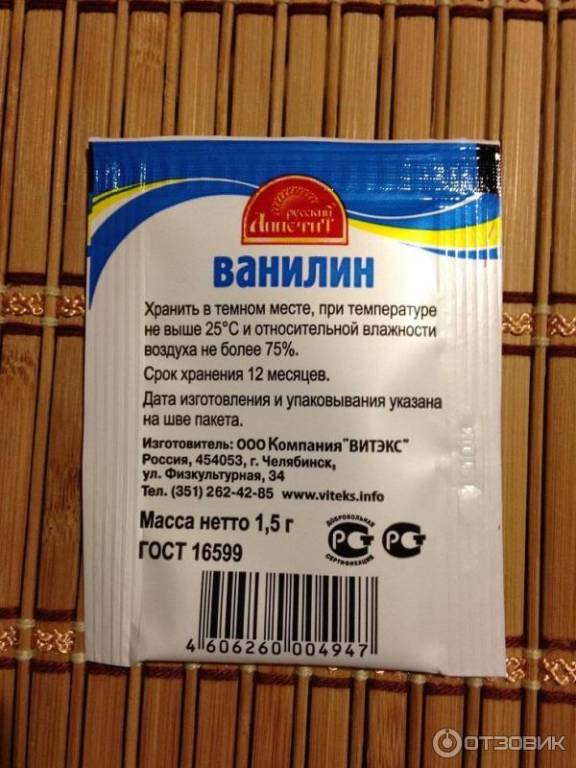 русский
Аппетит
ванилин
Хранить в темном месте, при температуре
не выше 25°С и относительной влажности
воздуха не более 75%.
Срок хранения 12 месяцев.
Дата изготовления и упаковывания указана
на шве пакета.
Изготовитель: ООО Компания "ВИТЭКС"
Россия, 454053, г. Челябинск,
ул. Физкультурная, 34
Тел. (351) 262-42-85 www.viteks.info
Масса нетто 1,5 г
ГОСТ 16599
ДОБРОВОЛЬНАЯ
СЕРТИФИКАЦИЯ
4 606260 004947
ОТЗОВИК